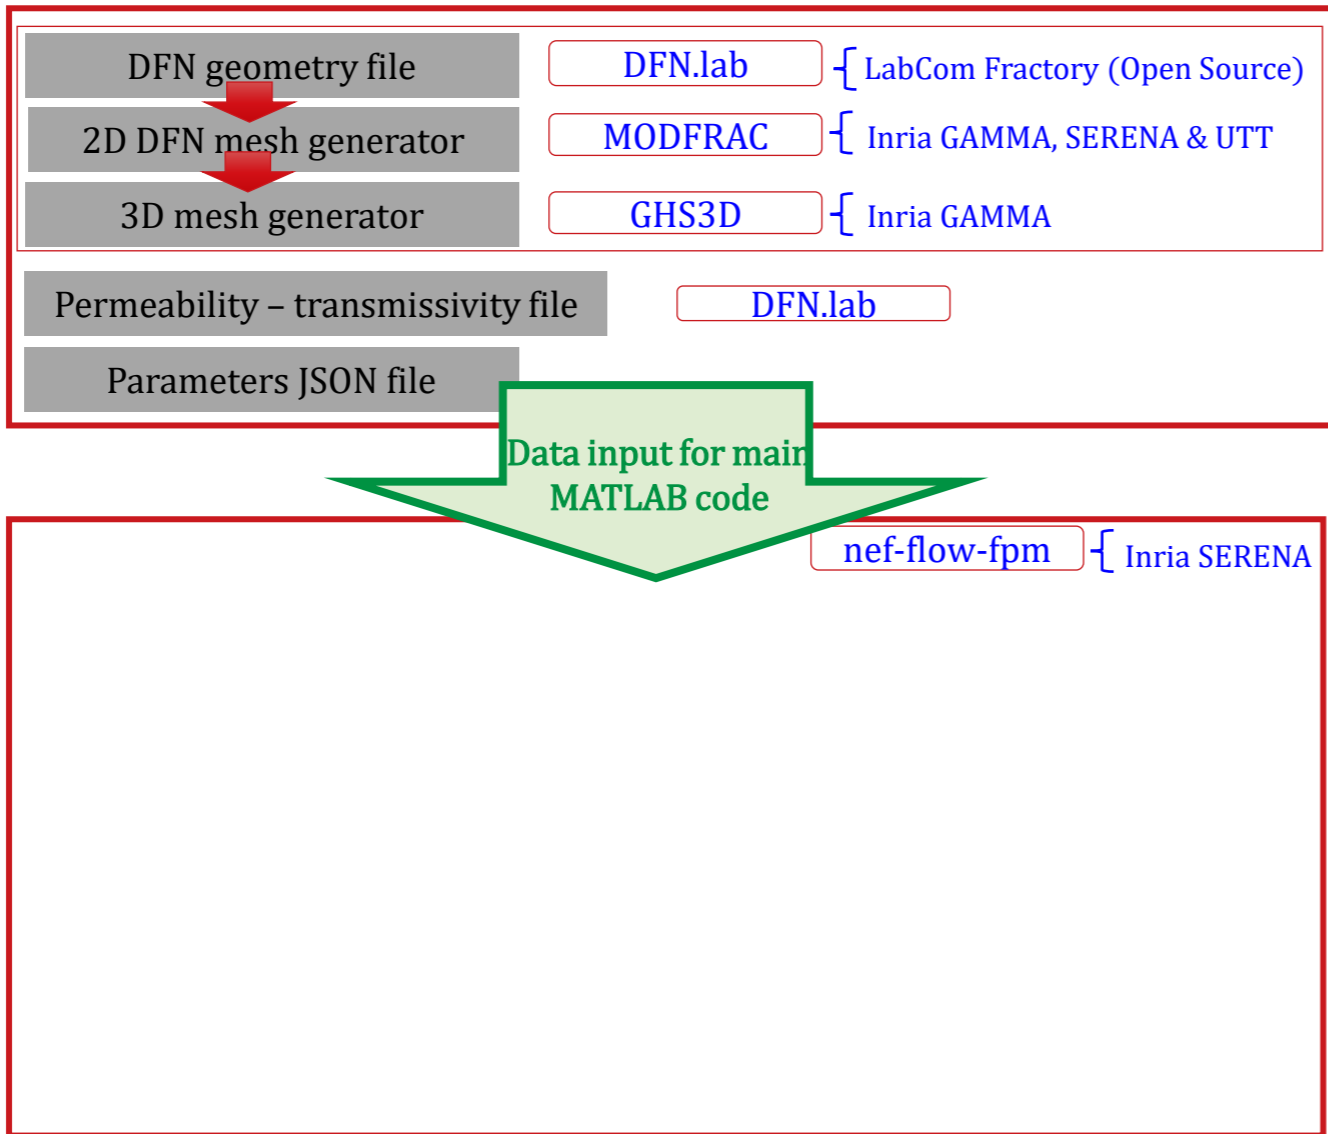 DFN geometry file
DFN.lab
LabCom Fractory (Open Source)
2D DFN mesh generator
MODFRAC
Inria GAMMA, SERENA & UTT
3D mesh generator
GHS3D
Inria GAMMA
Permeability – transmissivity file
DFN.lab
Parameters JSON file
Data input for main
MATLAB code
nef-flow-fpm
Inria SERENA